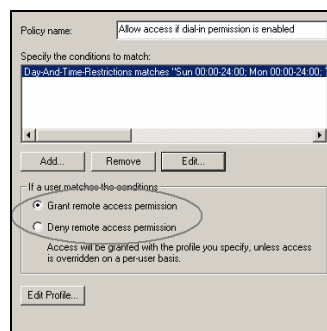 Policy name:
Allow access if dial-in permission is enabled
Specify the conditions to match:
Day-And-Time-Restrictions matches "Sun 00:00-24:00; Mon 00:00-24:00;
Add...
Remove
Edit...
If a user matches the conditions
Grant remote access permission
Deny remote access permission
Access will be granted with the profile you specify, unless access
is overridden on a per-user basis.
Edit Profile...